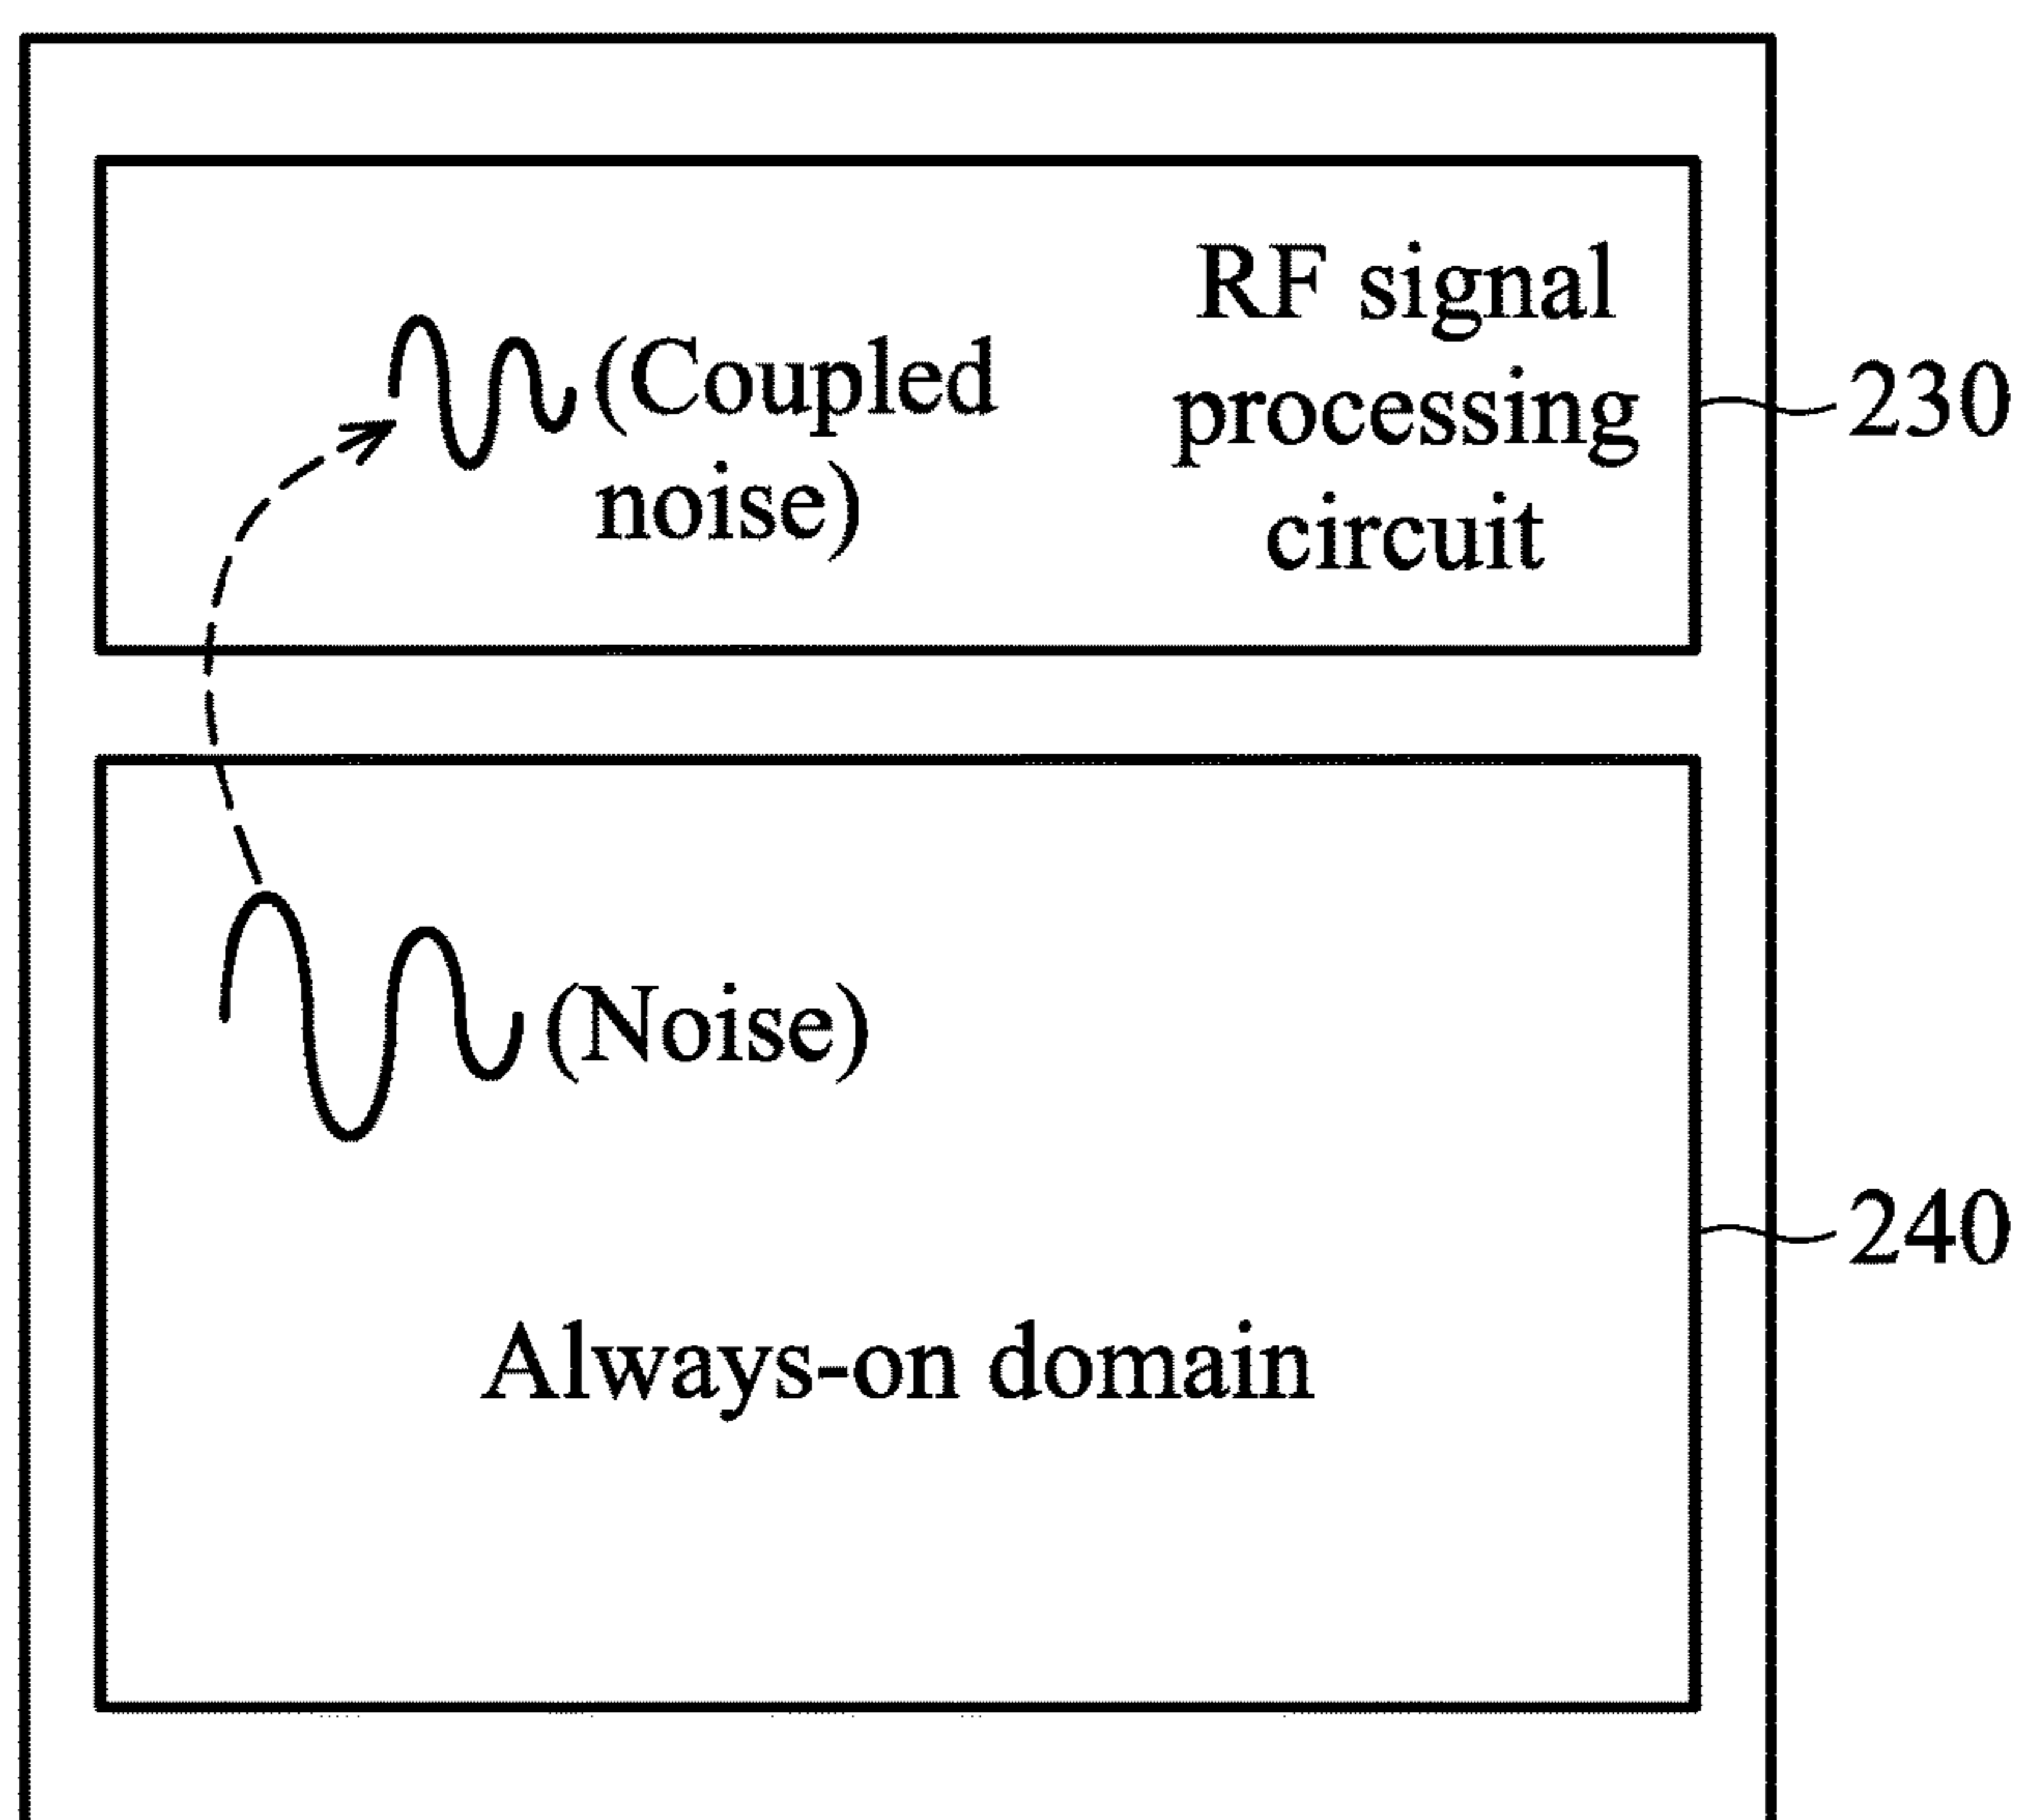 RF signal
processing
circuit
(Coupled
noise)
230
(Noise)
240
Always-on domain